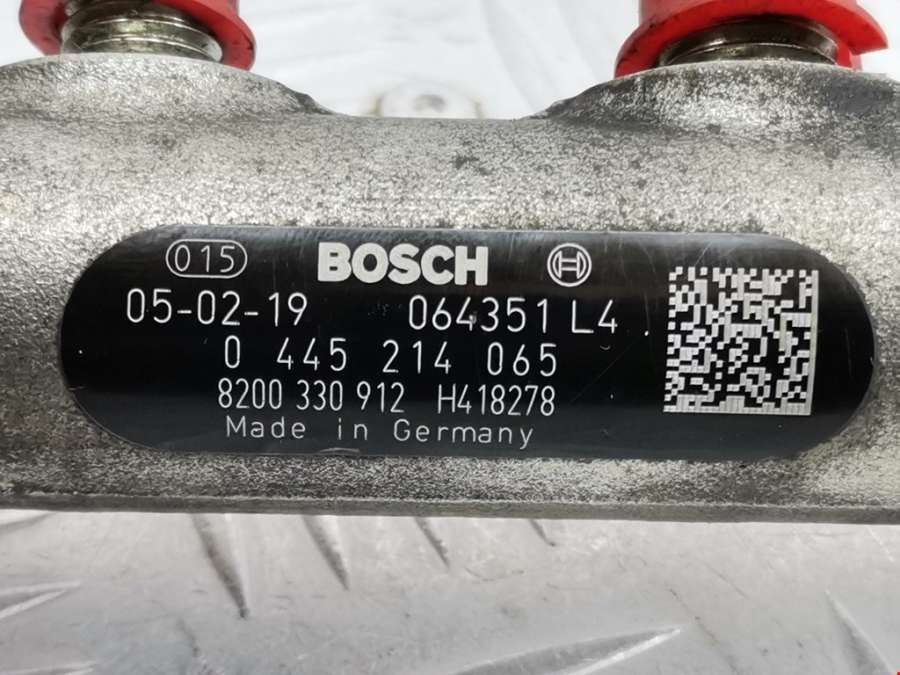 015 BOSCH
05-02-19 064351 L4
0 445 214 065
8200 330 912 H418278
Made in Germany